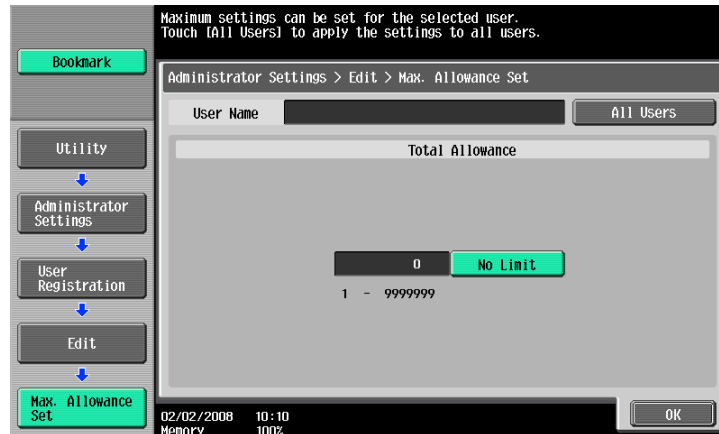 Maximum settings can be set for the selected user.
Touch [All Users] to apply the settings to all users.
Bookmark
Administrator Settings > Edit > Max. Allowance Set
User Name
All Users
Utility
Total Allowance
Administrator
Settings
0
No Limit
User
Registration
1 - 9999999
Edit
Max. Allowance
Set
02/02/2008 10:10
Memory 100%
OK